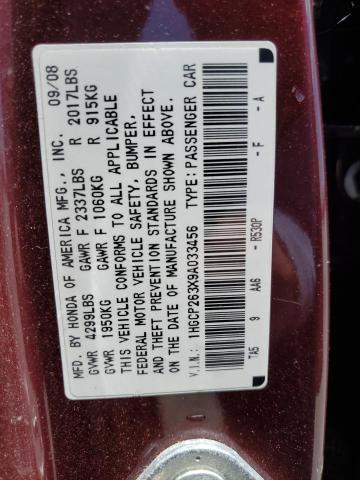 MFD. BY HONDA OF AMERICA MFG., INC. 09/08
GVWR 4299LBS GAWR F 2337LBS R 2017LBS
GVWR 1950KG GAWR F 1060KG R 915KG
THIS VEHICLE CONFORMS TO ALL APPLICABLE
FEDERAL MOTOR VEHICLE SAFETY, BUMPER,
AND THEFT PREVENTION STANDARDS IN EFFECT
ON THE DATE OF MANUFACTURE SHOWN ABOVE.
V.I.N.: 1HGCP263X9A033456 TYPE: PASSENGER CAR
TA5 9 AA6 - R530P - F - A